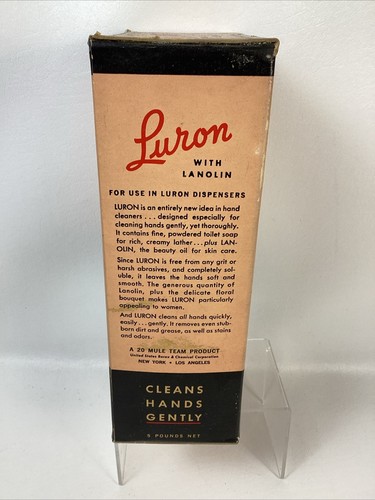 Luron
WITH
LANOLIN
FOR USE IN LURON DISPENSERS
LURON is an entirely new idea in hand
cleaners . . . designed especially for
cleaning hands gently, yet thoroughly.
It contains fine, powdered toilet soap
for rich, creamy lather . . . plus LAN-
OLIN, the beauty oil for skin care.
Since LURON is free from any grit or
harsh abrasives, and completely sol-
uble, it leaves the hands soft and
smooth. The generous quantity of
Lanolin, plus the delicate floral
bouquet makes LURON particularly
appealing to women.
And LURON cleans all hands quickly,
easily . . . gently. It removes even stub-
born dirt and grease, as well as stains
and odors.
A 20 MULE TEAM PRODUCT
United States Borax & Chemical Corporation
NEW YORK • LOS ANGELES
CLEANS
HANDS
GENTLY
5 POUNDS NET